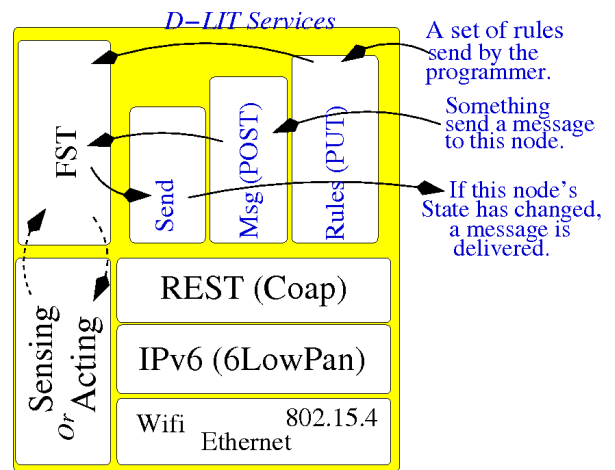 D-LIT Services
A set of rules
send by the
programmer.
Something
send a message
to this node.
If this node's
State has changed,
a message is
delivered.
FST
Send
Msg (POST)
Rules (PUT)
Sensing
or
Acting
REST (Coap)
IPv6 (6LowPan)
Wifi 802.15.4
Ethernet